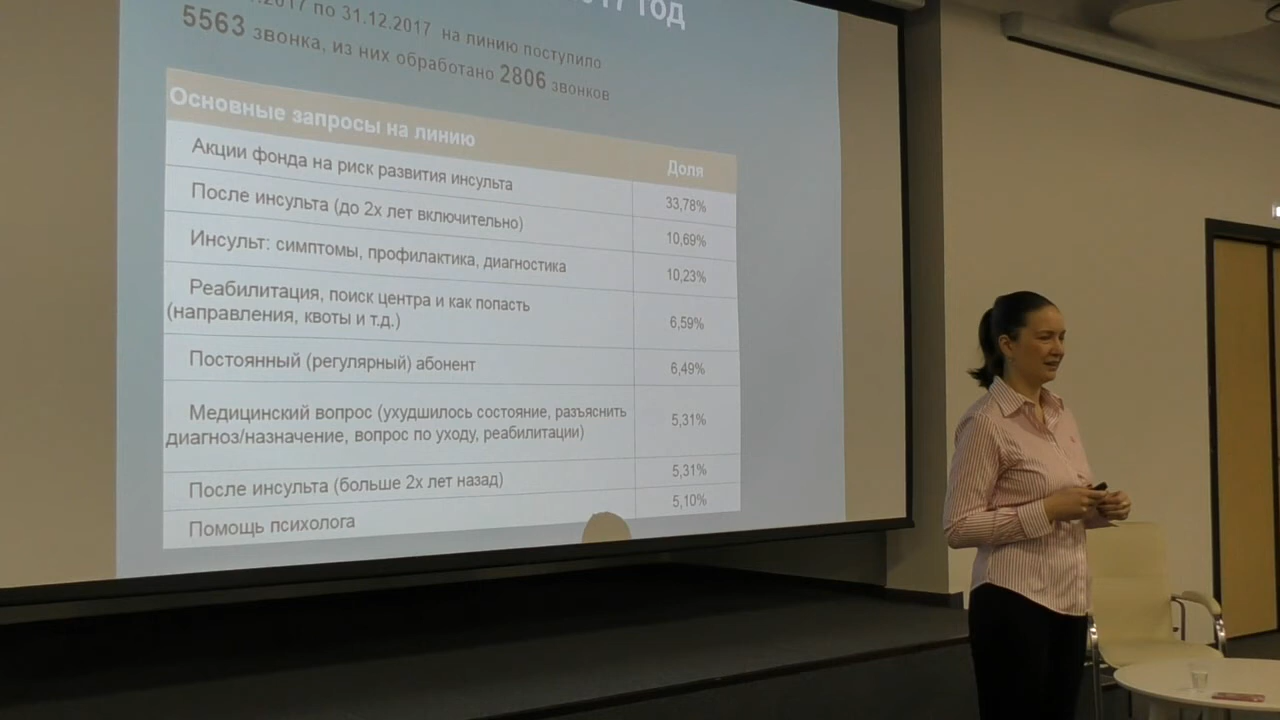 2017 год
.2017 по 31.12.2017 на линию поступило
5563 звонка, из них обработано 2806 звонков
Основные запросы на линию
Доля
Акции фонда на риск развития инсульта
33,78%
После инсульта (до 2х лет включительно)
10,69%
Инсульт: симптомы, профилактика, диагностика
10,23%
Реабилитация, поиск центра и как попасть
(направления, квоты и т.д.)
6,59%
Постоянный (регулярный) абонент
6,49%
Медицинский вопрос (ухудшилось состояние, разъяснить
диагноз/назначение, вопрос по уходу, реабилитации)
5,31%
После инсульта (больше 2х лет назад)
5,31%
Помощь психолога
5,10%